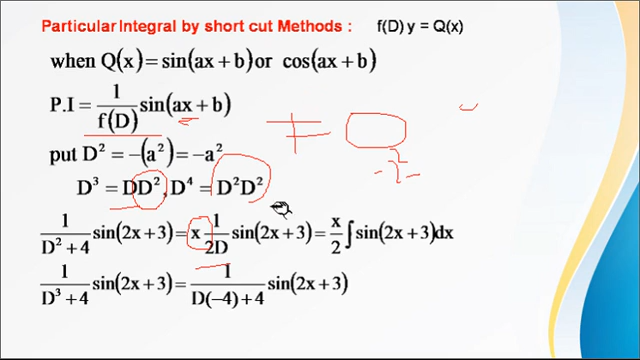 Particular Integral by short cut Methods : f(D) y = Q(x)
when Q(x) = sin(ax + b) or cos(ax + b)
P.I = 1/f(D) sin(ax + b)
put D² = -(a²) = -a²
D³ = DD², D⁴ = D²D²
1/(D² + 4) sin(2x + 3) = x 1/2D sin(2x + 3) = x/2 ∫ sin(2x + 3)dx
1/(D³ + 4) sin(2x + 3) = 1/(D(-4) + 4) sin(2x + 3)